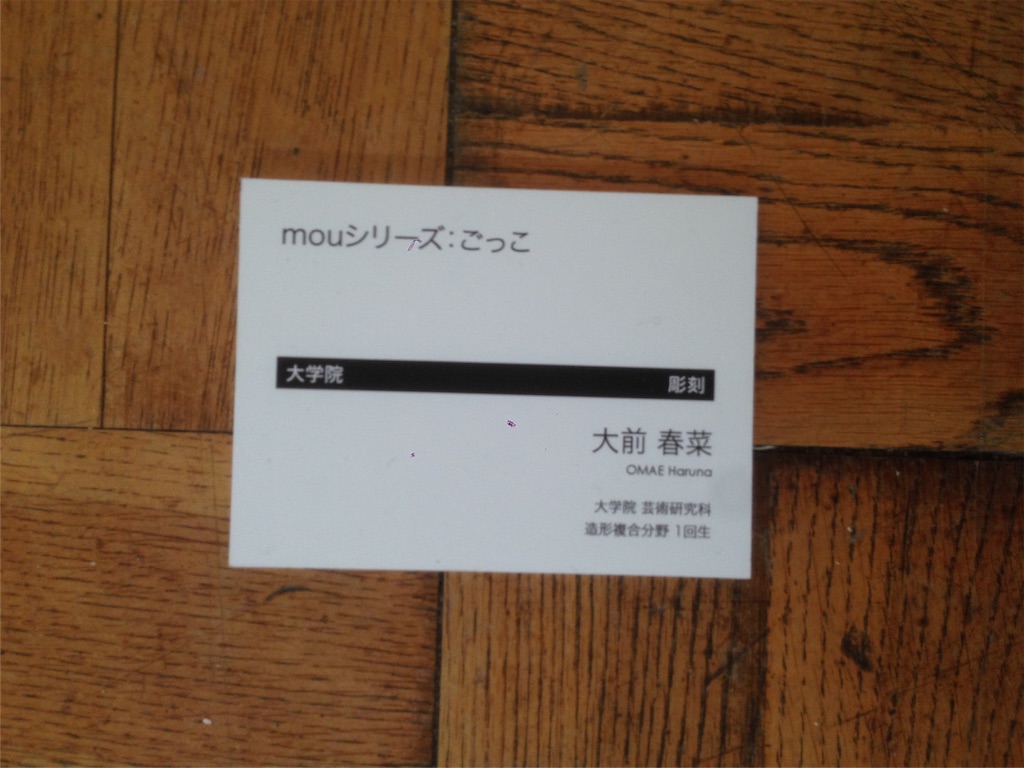 mouシリーズ：ごっこ
大学院 彫刻
大前 春菜
OMAE Haruna
大学院 芸術研究科
造形複合分野 1回生